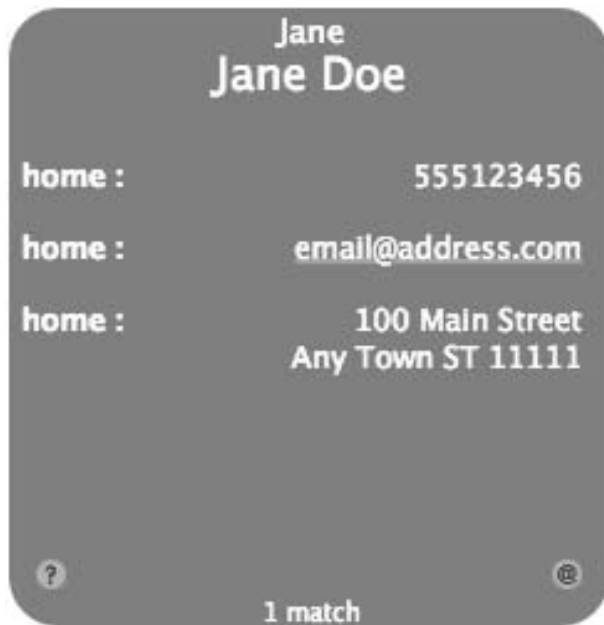 Jane
Jane Doe
home : 555123456
home : email@address.com
home : 100 Main Street
Any Town ST 11111
? @
1 match